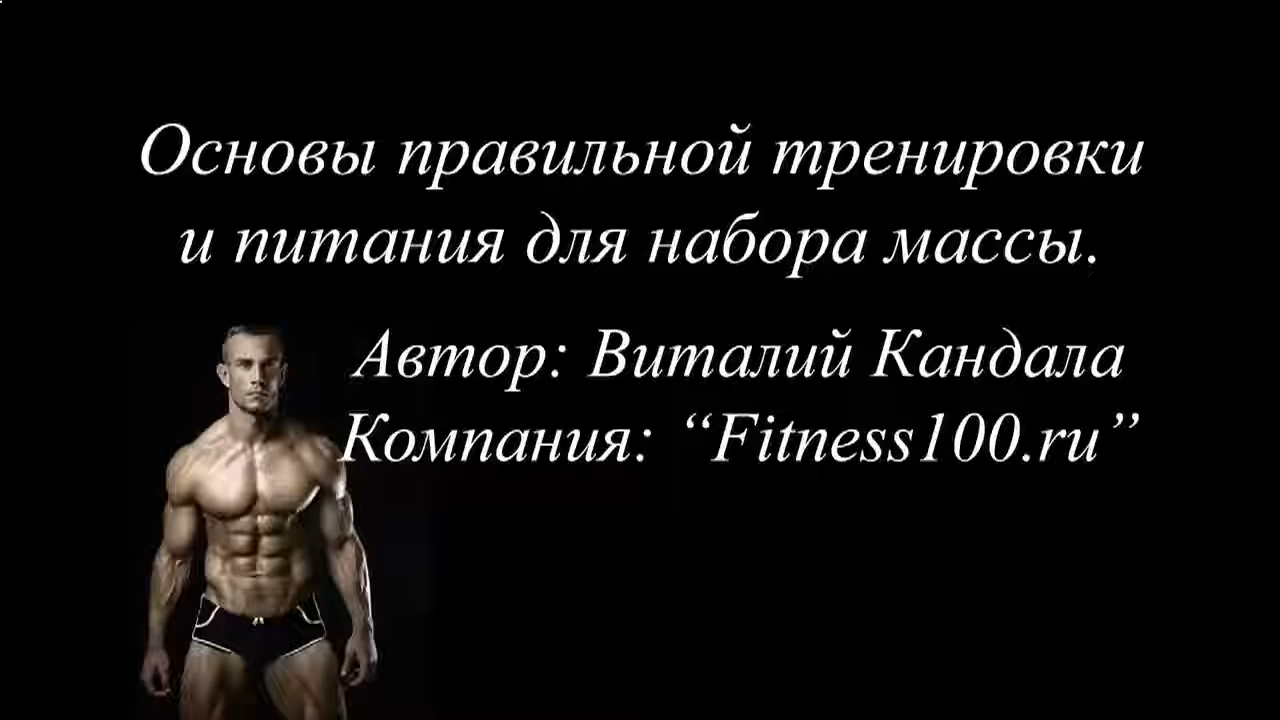 Основы правильной тренировки
и питания для набора массы.
Автор: Виталий Кандала
Компания: “Fitness100.ru”